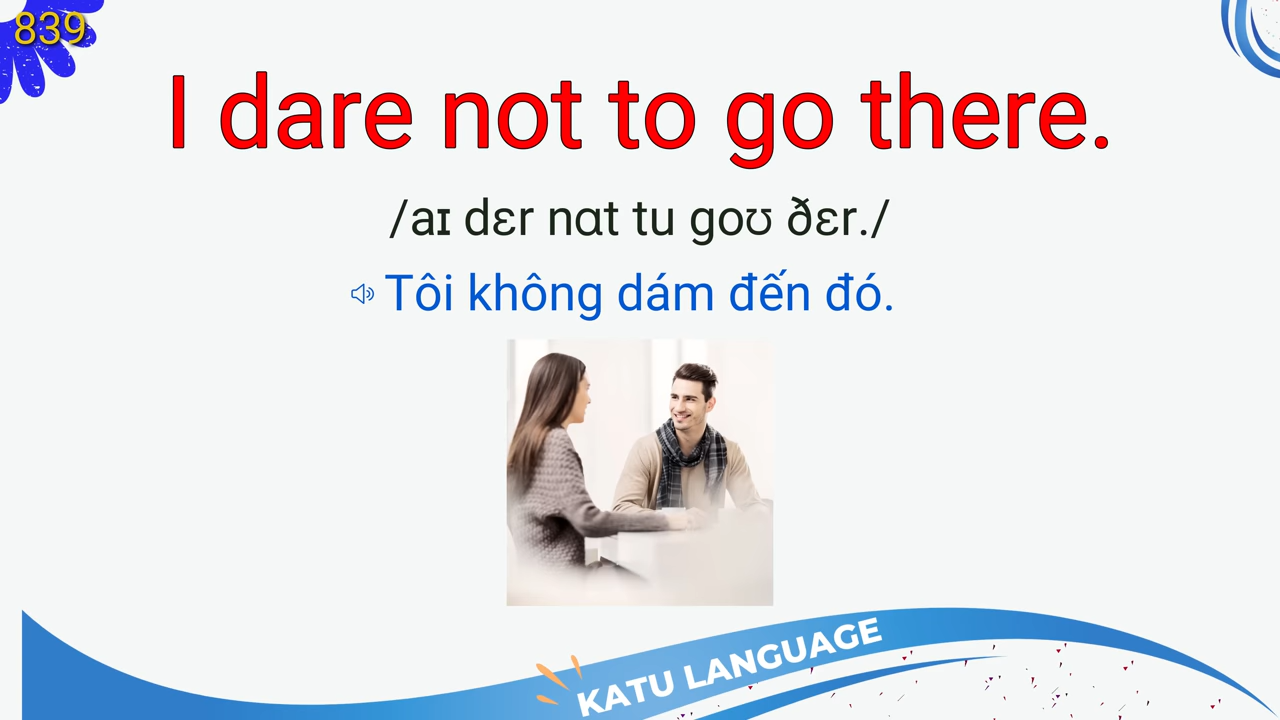 839
I dare not to go there.
/aɪ dɛr nɑt tu goʊ ðɛr./
Tôi không dám đến đó.
KATU LANGUAGE